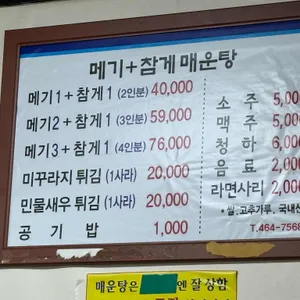 메기+참게매운탕
메기1+참게1 (2인분) 40,000
메기2+참게1 (3인분) 59,000
메기3+참게1 (4인분) 76,000
미꾸라지 튀김 (1사라) 20,000
민물새우 튀김 (1사라) 20,000
공기밥 1,000
소주 5,00
맥주 5,00
청하 6,00
음료 2,00
라면사리 2,00
•쌀,고추가루,국내산
T.464-7568
매운탕은 엔 잘 상함